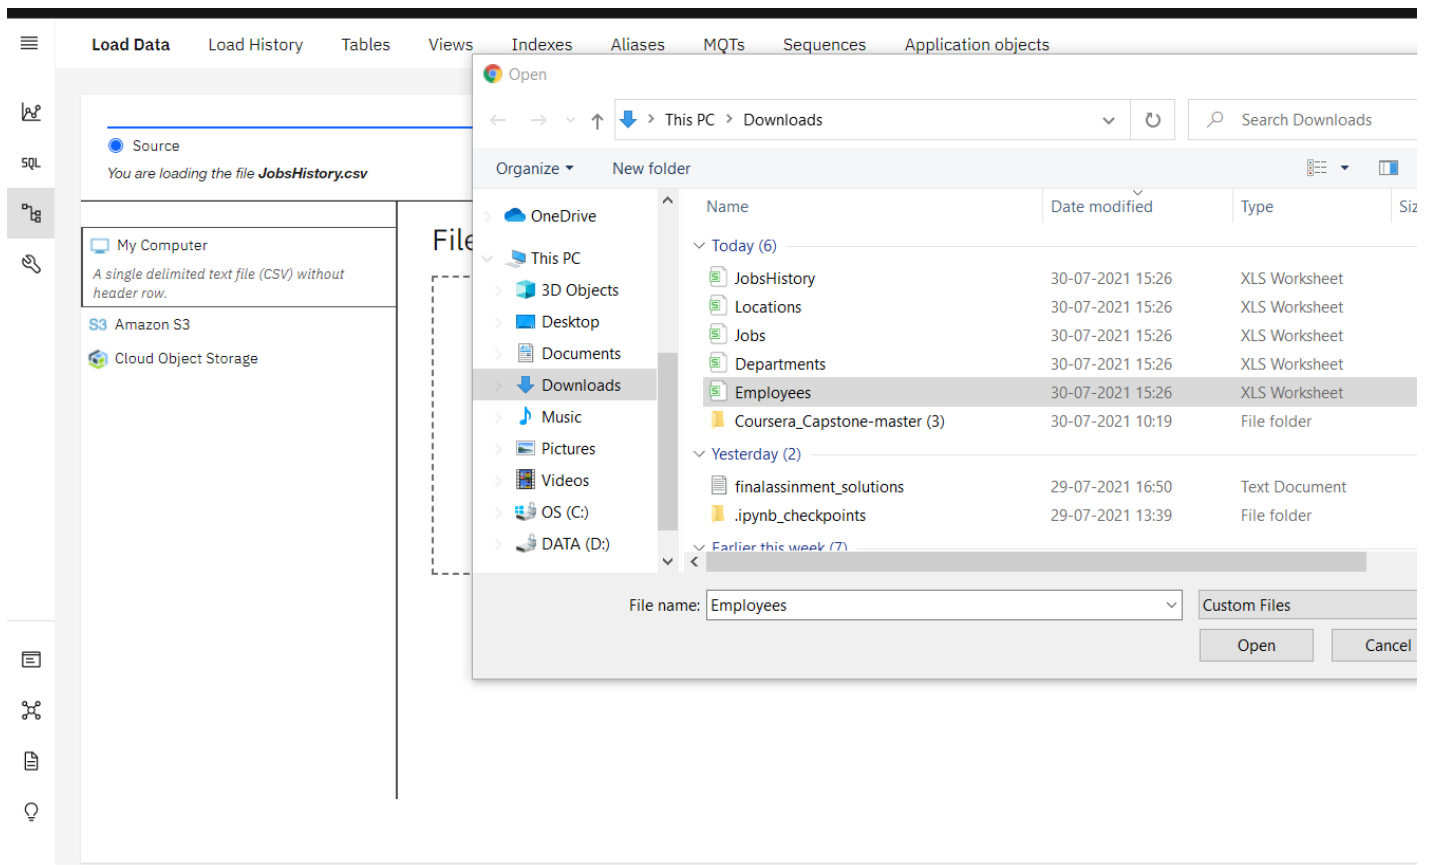 Load Data Load History Tables Views Indexes Aliases MQTs Sequences Application objects
Open
This PC > Downloads
Search Downloads
Source
You are loading the file JobsHistory.csv
SQL
Organize New folder
My Computer
A single delimited text file (CSV) without
header row.
S3 Amazon S3
Cloud Object Storage
File
OneDrive
This PC
3D Objects
Desktop
Documents
Downloads
Music
Pictures
Videos
OS (C:)
DATA (D:)
Name Date modified Type Siz
Today (6)
JobsHistory 30-07-2021 15:26 XLS Worksheet
Locations 30-07-2021 15:26 XLS Worksheet
Jobs 30-07-2021 15:26 XLS Worksheet
Departments 30-07-2021 15:26 XLS Worksheet
Employees 30-07-2021 15:26 XLS Worksheet
Coursera_Capstone-master (3) 30-07-2021 10:19 File folder
Yesterday (2)
finalassinment_solutions 29-07-2021 16:50 Text Document
.ipynb_checkpoints 29-07-2021 13:39 File folder
Earlier this week (7)
File name: Employees Custom Files
Open Cancel